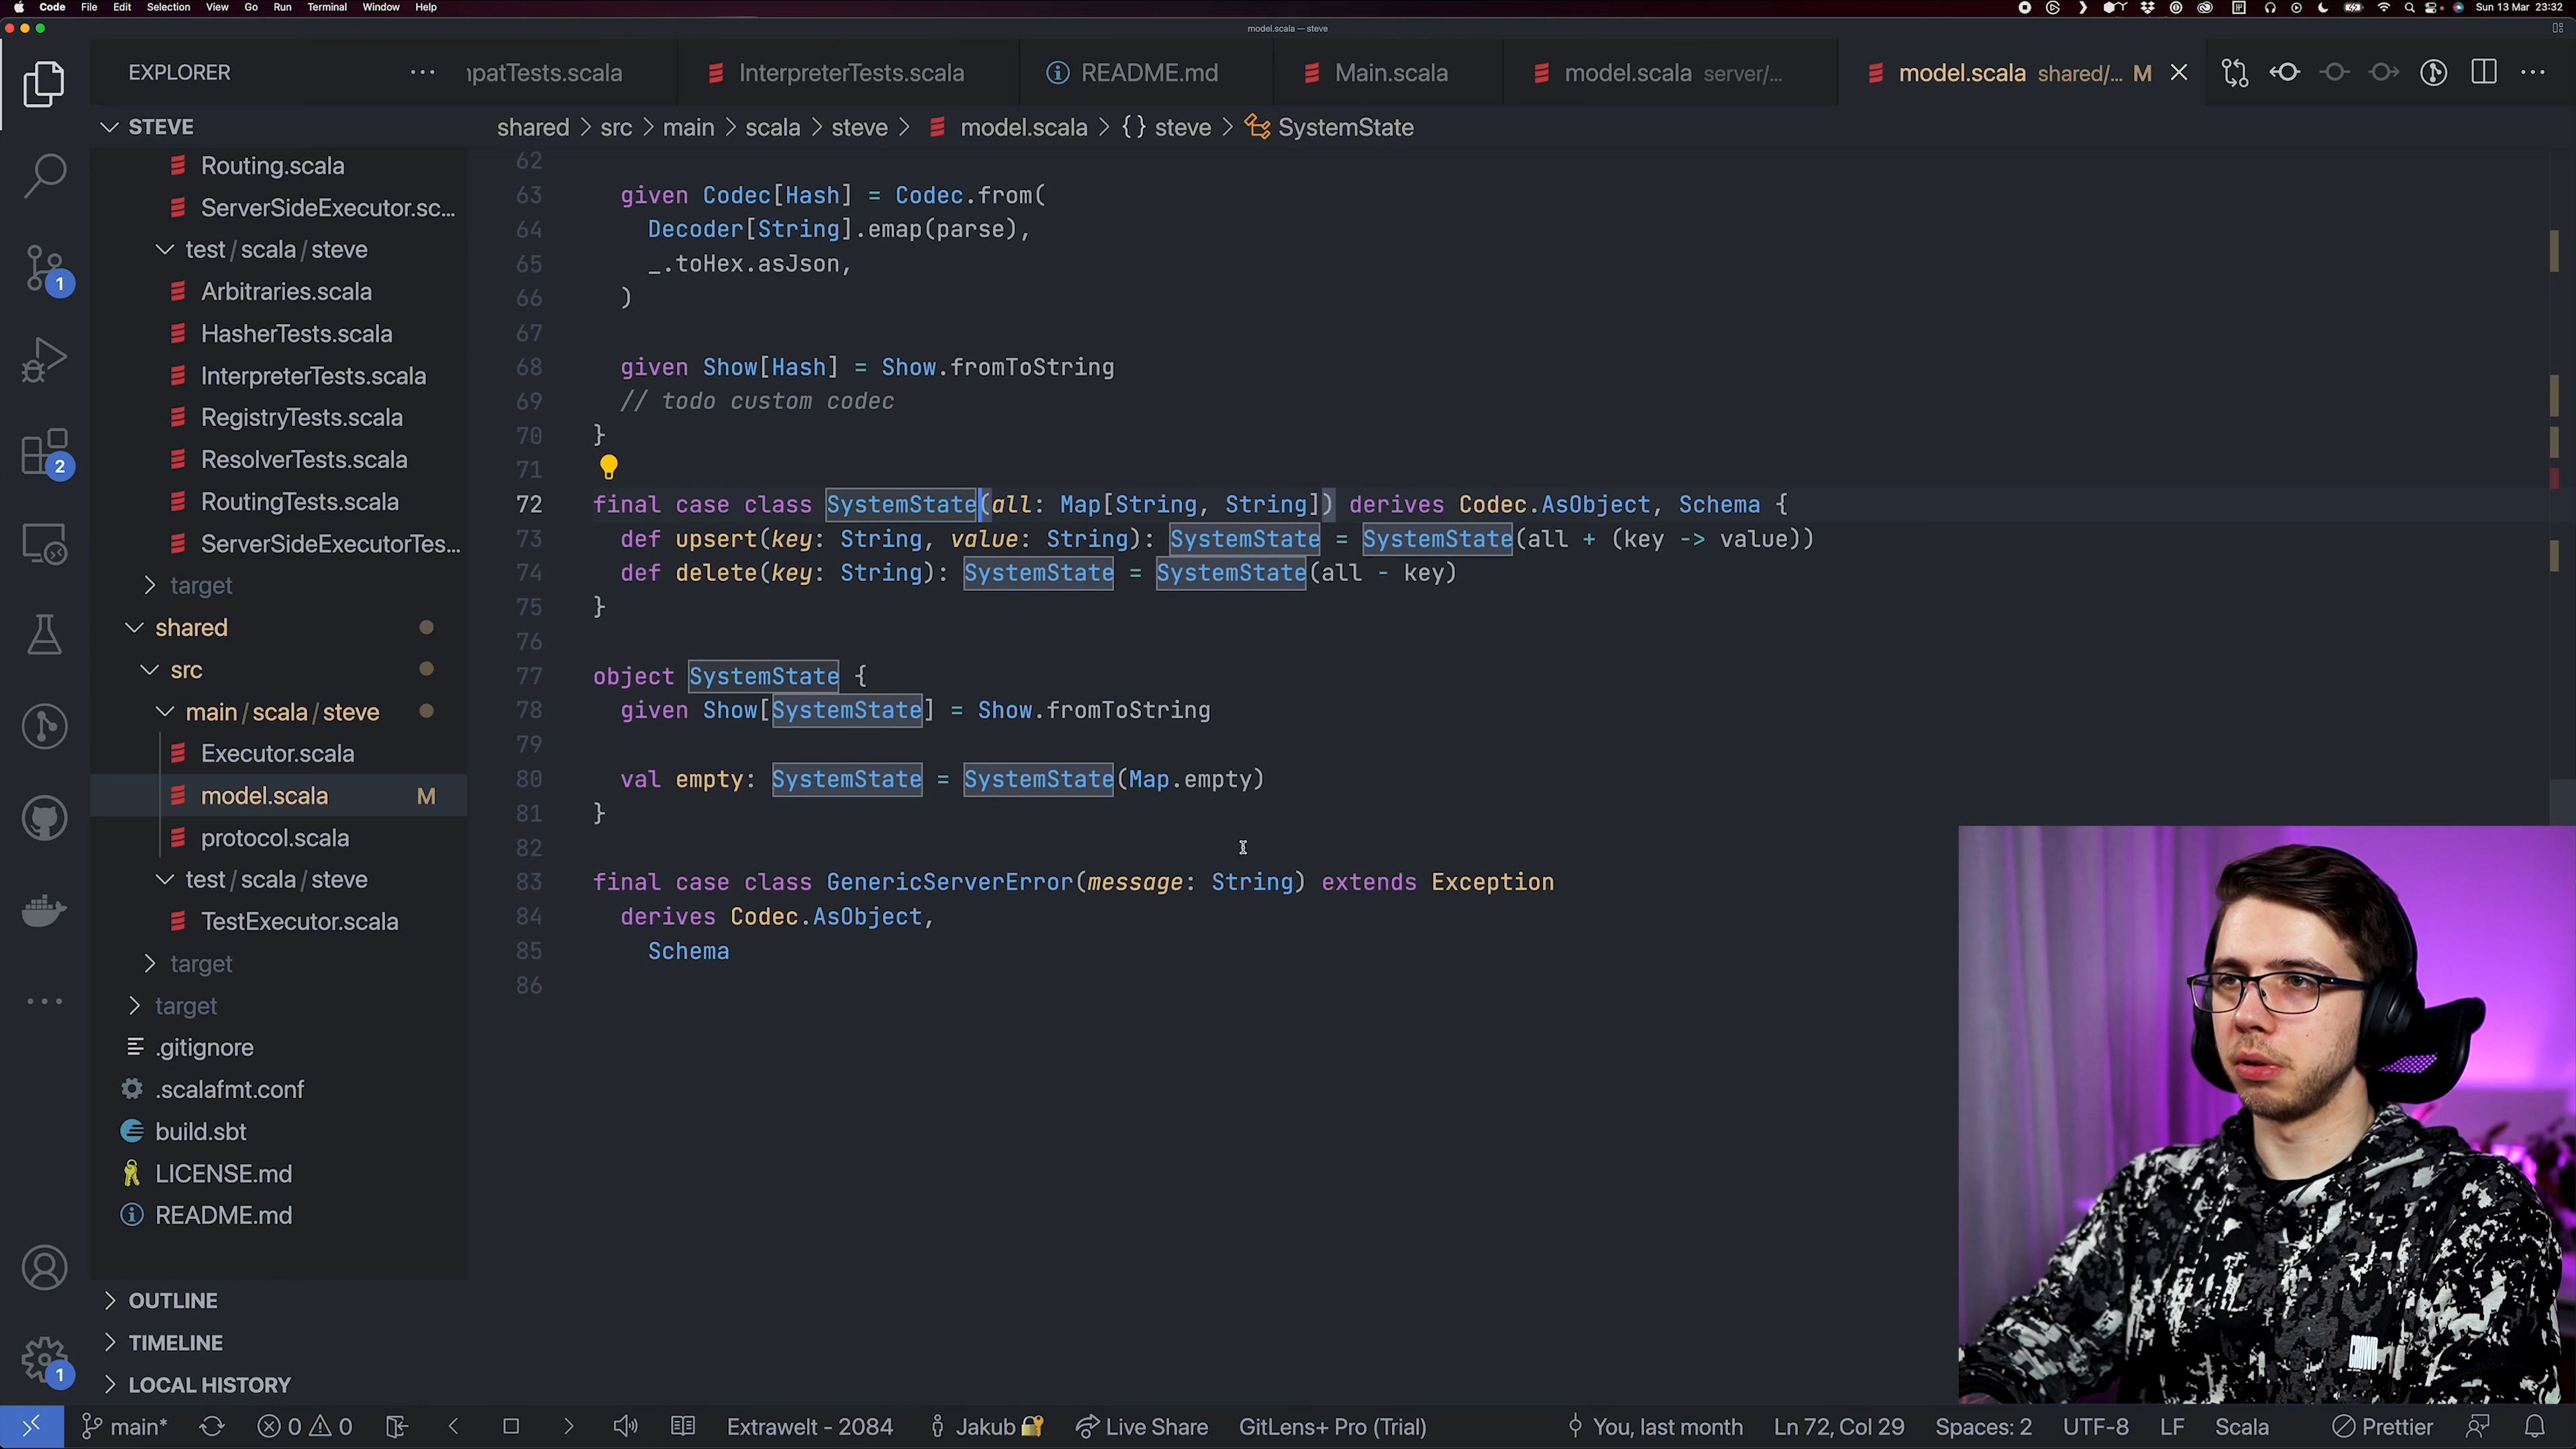 Code File Edit Selection View Go Run Terminal Window Help Sun 13 Mar 23:32
model.scala — steve
EXPLORER
patTests.scala InterpreterTests.scala README.md Main.scala model.scala server/... model.scala shared/... M
STEVE
shared > src > main > scala > steve > model.scala > {} steve > SystemState
Routing.scala
ServerSideExecutor.sc...
test / scala / steve
Arbitraries.scala
HasherTests.scala
InterpreterTests.scala
RegistryTests.scala
ResolverTests.scala
RoutingTests.scala
ServerSideExecutorTes...
target
shared
src
main / scala / steve
Executor.scala
model.scala M
protocol.scala
test / scala / steve
TestExecutor.scala
target
target
.gitignore
.scalafmt.conf
build.sbt
LICENSE.md
README.md
OUTLINE
TIMELINE
LOCAL HISTORY
1
2
1
62
63 given Codec[Hash] = Codec.from(
64 Decoder[String].emap(parse),
65 _.toHex.asJson,
66 )
67
68 given Show[Hash] = Show.fromToString
69 // todo custom codec
70 }
71
72 final case class SystemState(all: Map[String, String]) derives Codec.AsObject, Schema {
73 def upsert(key: String, value: String): SystemState = SystemState(all + (key -> value))
74 def delete(key: String): SystemState = SystemState(all - key)
75 }
76
77 object SystemState {
78 given Show[SystemState] = Show.fromToString
79
80 val empty: SystemState = SystemState(Map.empty)
81 }
82
83 final case class GenericServerError(message: String) extends Exception
84 derives Codec.AsObject,
85 Schema
86
main* 0 0 Extrawelt - 2084 Jakub Live Share GitLens+ Pro (Trial) You, last month Ln 72, Col 29 Spaces: 2 UTF-8 LF Scala Prettier